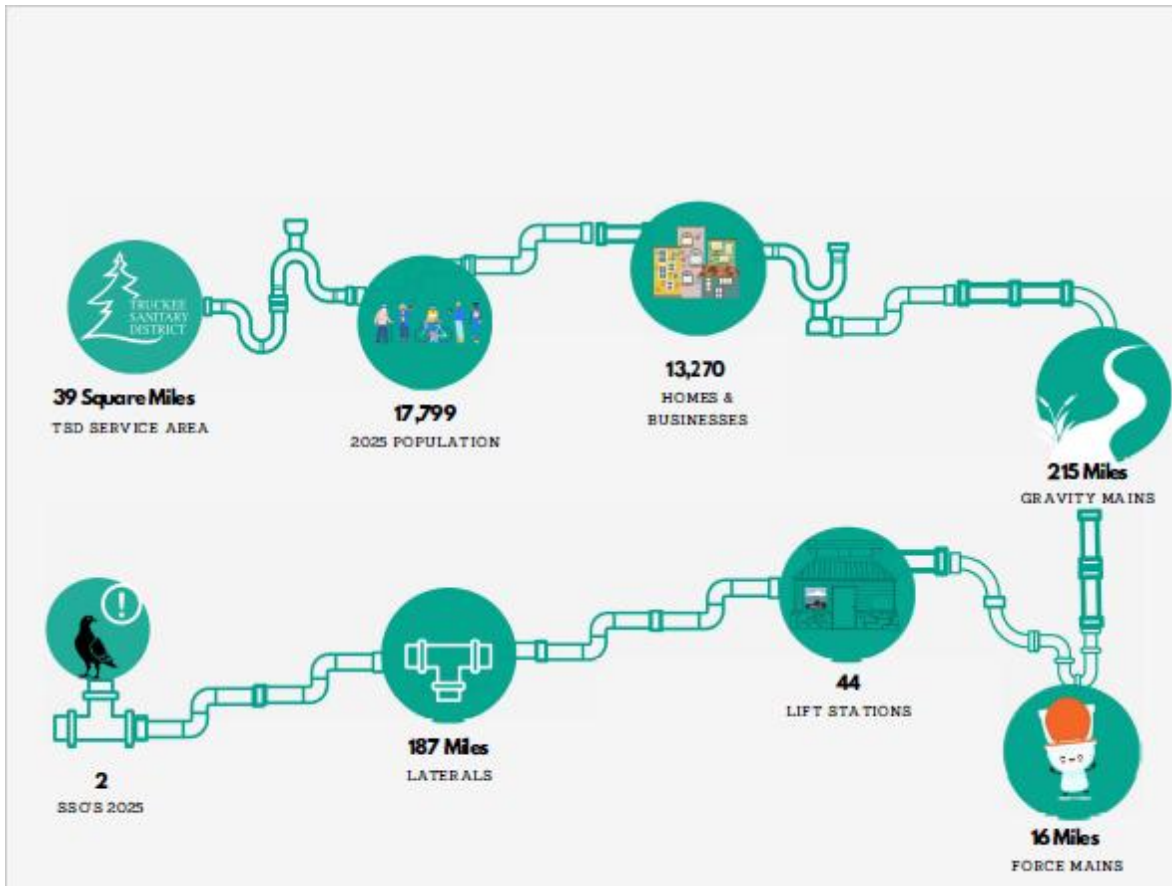 TRUCKEE
SANITARY
DISTRICT
39 Square Miles
TSD SERVICE AREA
17,799
2025 POPULATION
13,270
HOMES &
BUSINESSES
215 Miles
GRAVITY MAINS
16 Miles
FORCE MAINS
44
LIFT STATIONS
187 Miles
LATERALS
!
2
SSO'S 2025